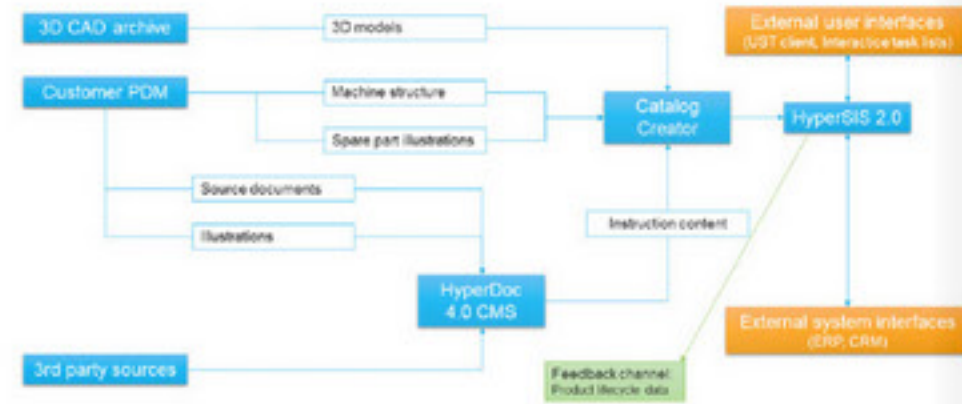 3D CAD archive
3D models
External user interfaces
(UST client, Interactice task lists)
Customer PDM
Machine structure
Spare part illustrations
Catalog
Creator
HyperSIS 2.0
Source documents
Illustrations
Instruction content
HyperDoc
4.0 CMS
External system interfaces
(ERP, CRM)
3rd party sources
Feedback channel:
Product lifecycle data